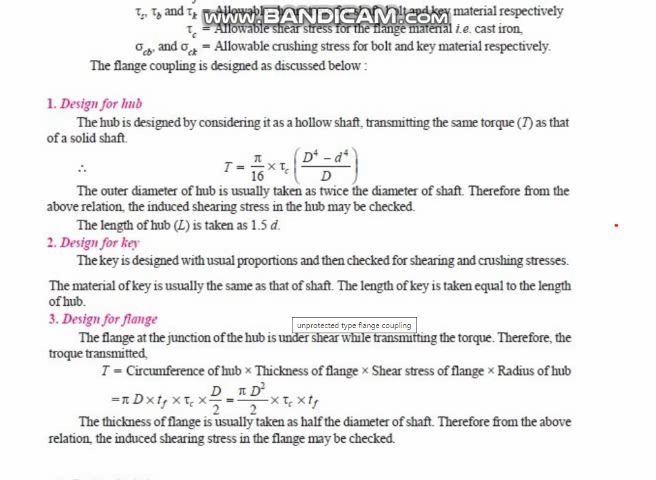 WWW.BANDICAM.COM
τs, τb and τk = Allowable shear stress for shaft, bolt and key material respectively
τc = Allowable shear stress for the flange material i.e. cast iron,
σcb, and σck = Allowable crushing stress for bolt and key material respectively.
The flange coupling is designed as discussed below :
1. Design for hub
The hub is designed by considering it as a hollow shaft, transmitting the same torque (T) as that
of a solid shaft.
∴ T = π/16 × τc ( (D⁴ – d⁴) / D )
The outer diameter of hub is usually taken as twice the diameter of shaft. Therefore from the
above relation, the induced shearing stress in the hub may be checked.
The length of hub (L) is taken as 1.5 d.
2. Design for key
The key is designed with usual proportions and then checked for shearing and crushing stresses.
The material of key is usually the same as that of shaft. The length of key is taken equal to the length
of hub.
3. Design for flange
unprotected type flange coupling
The flange at the junction of the hub is under shear while transmitting the torque. Therefore, the
troque transmitted,
T = Circumference of hub × Thickness of flange × Shear stress of flange × Radius of hub
= π D × tf × τc × D/2 = π D²/2 × τc × tf
The thickness of flange is usually taken as half the diameter of shaft. Therefore from the above
relation, the induced shearing stress in the flange may be checked.